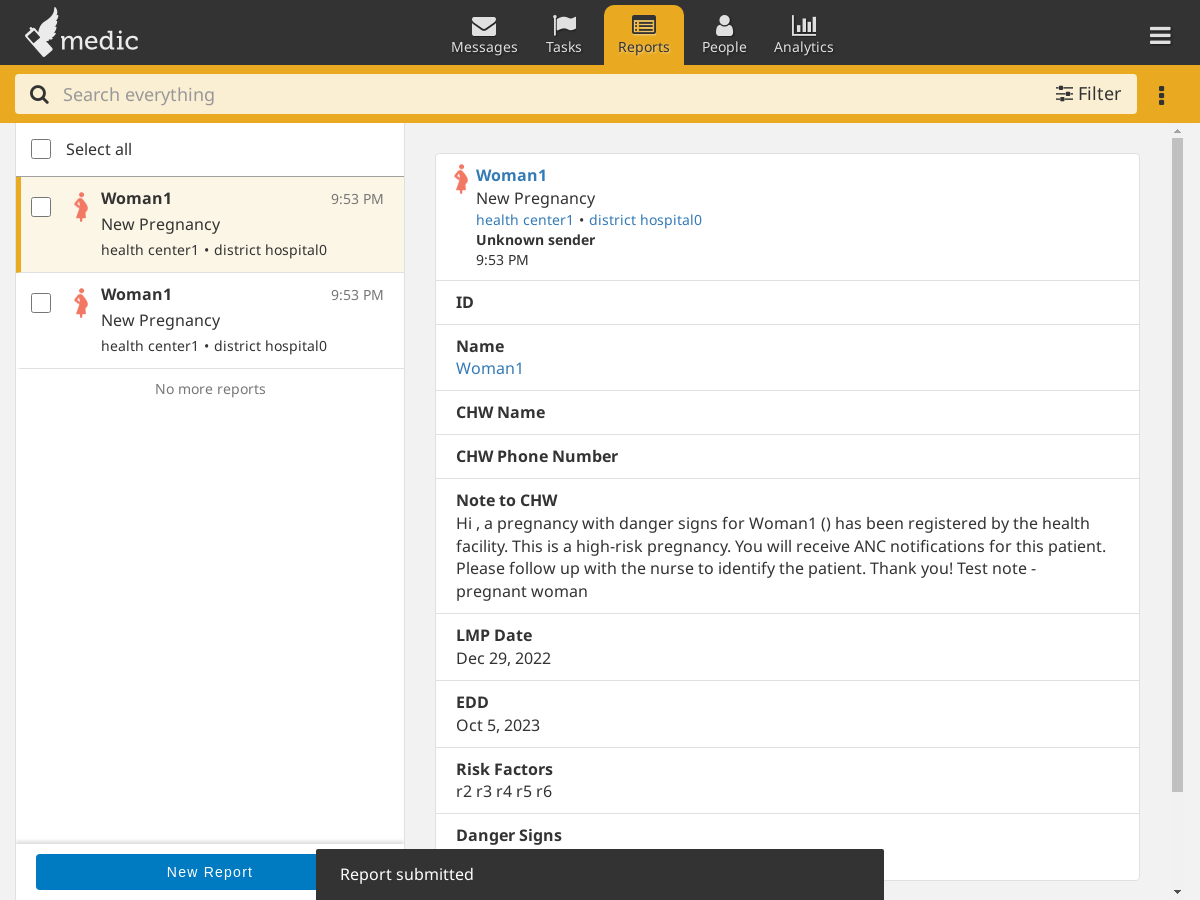 medic
Messages
Tasks
Reports
People
Analytics
Search everything
Filter
Select all
Woman1 9:53 PM
New Pregnancy
health center1 • district hospital0
Woman1 9:53 PM
New Pregnancy
health center1 • district hospital0
No more reports
New Report
Woman1
New Pregnancy
health center1 • district hospital0
Unknown sender
9:53 PM
ID
Name
Woman1
CHW Name
CHW Phone Number
Note to CHW
Hi , a pregnancy with danger signs for Woman1 () has been registered by the health
facility. This is a high-risk pregnancy. You will receive ANC notifications for this patient.
Please follow up with the nurse to identify the patient. Thank you! Test note -
pregnant woman
LMP Date
Dec 29, 2022
EDD
Oct 5, 2023
Risk Factors
r2 r3 r4 r5 r6
Danger Signs
Report submitted